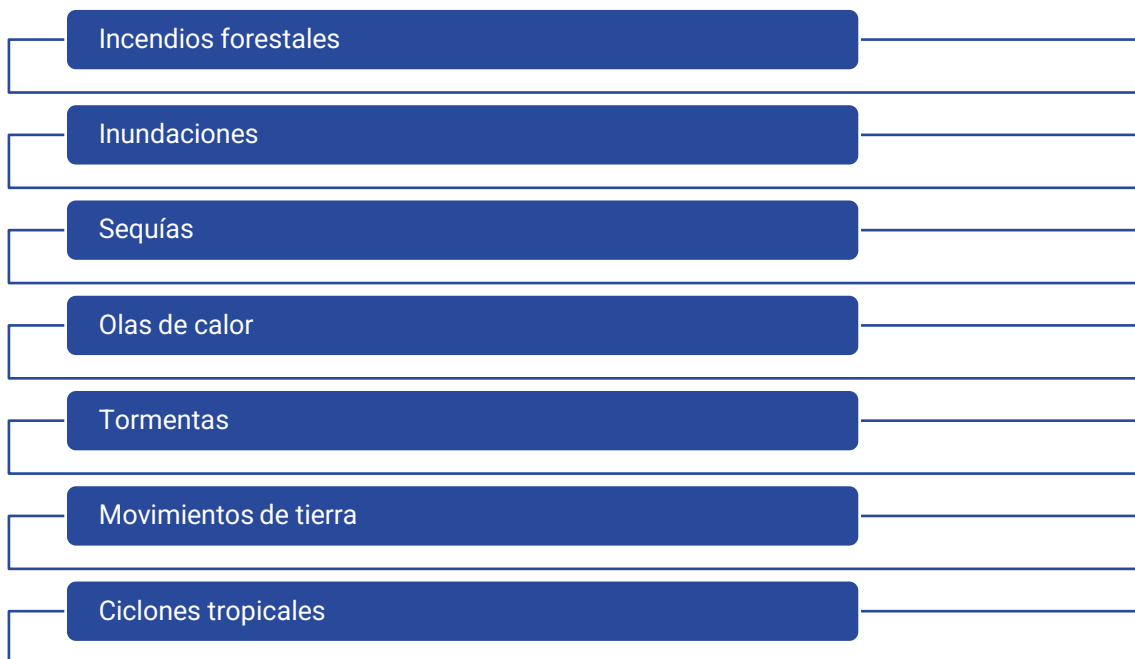 Incendios forestales
Inundaciones
Sequías
Olas de calor
Tormentas
Movimientos de tierra
Ciclones tropicales